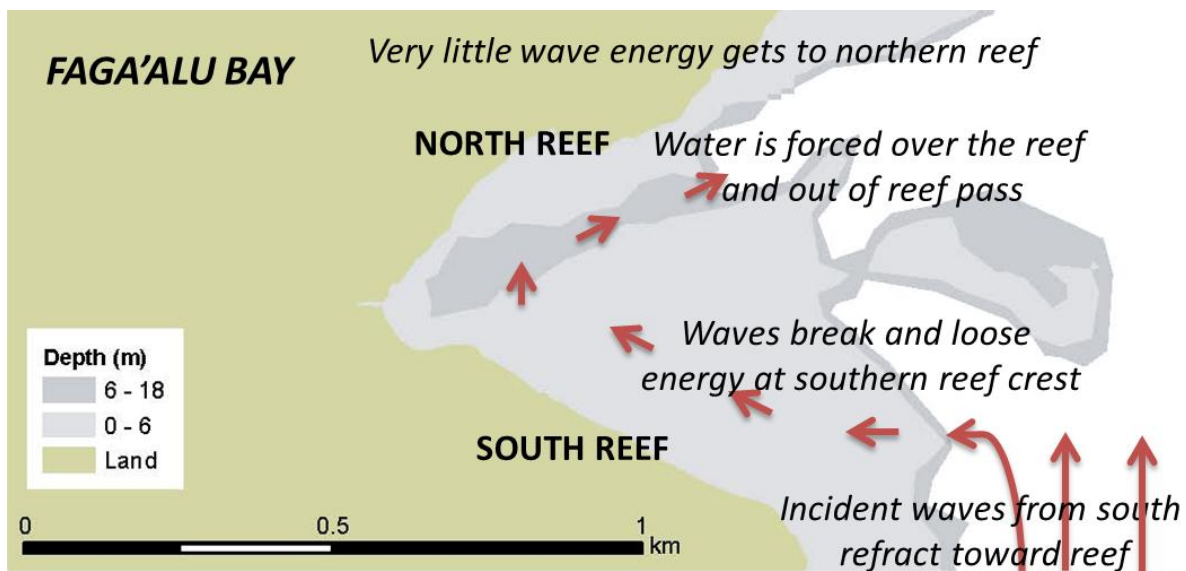 FAGA'ALU BAY
Very little wave energy gets to northern reef
NORTH REEF
Water is forced over the reef
and out of reef pass
Waves break and loose
energy at southern reef crest
SOUTH REEF
Incident waves from south
refract toward reef
Depth (m)
6 - 18
0 - 6
Land
0 0.5 1
km